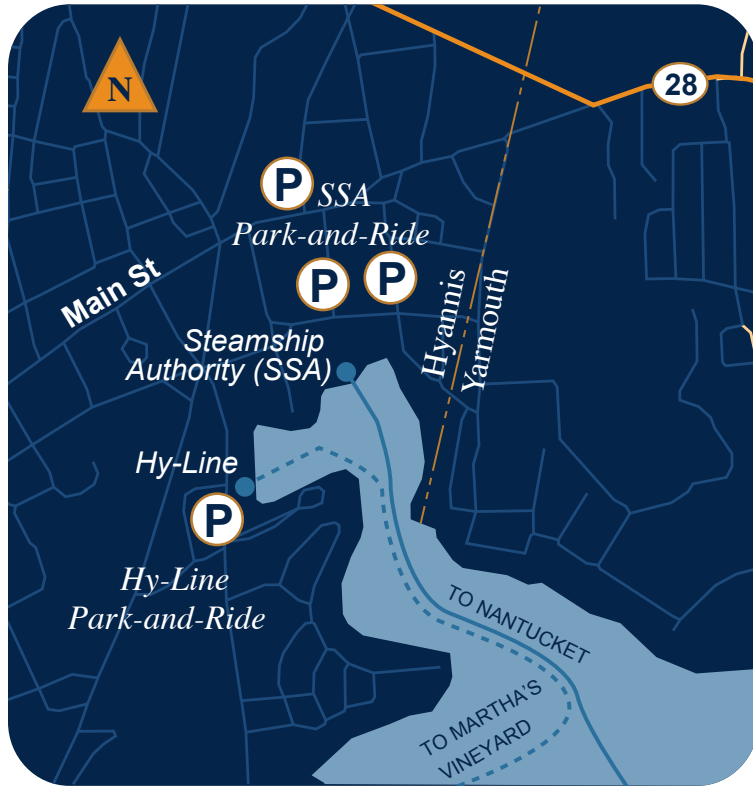 N
28
P
SSA
Park-and-Ride
P
P
Main St
Hyannis
Yarmouth
Steamship
Authority (SSA)
Hy-Line
P
Hy-Line
Park-and-Ride
TO NANTUCKET
TO MARTHA'S
VINEYARD